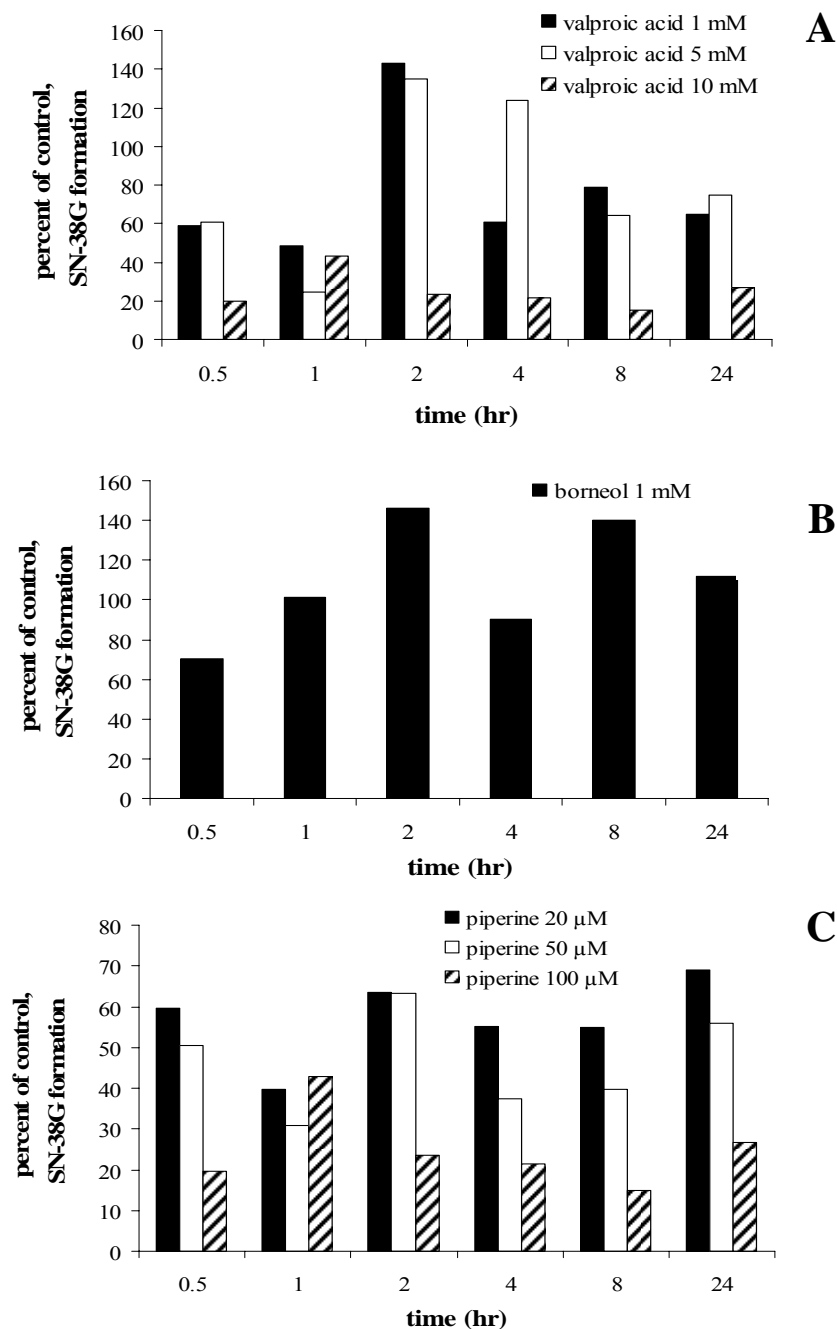 A
valproic acid 1 mM
valproic acid 5 mM
valproic acid 10 mM
percent of control,
SN-38G formation
160
140
120
100
80
60
40
20
0
0.5 1 2 4 8 24
time (hr)
B
borneol 1 mM
percent of control,
SN-38G formation
160
140
120
100
80
60
40
20
0
0.5 1 2 4 8 24
time (hr)
C
piperine 20 µM
piperine 50 µM
piperine 100 µM
percent of control,
SN-38G formation
80
70
60
50
40
30
20
10
0
0.5 1 2 4 8 24
time (hr)